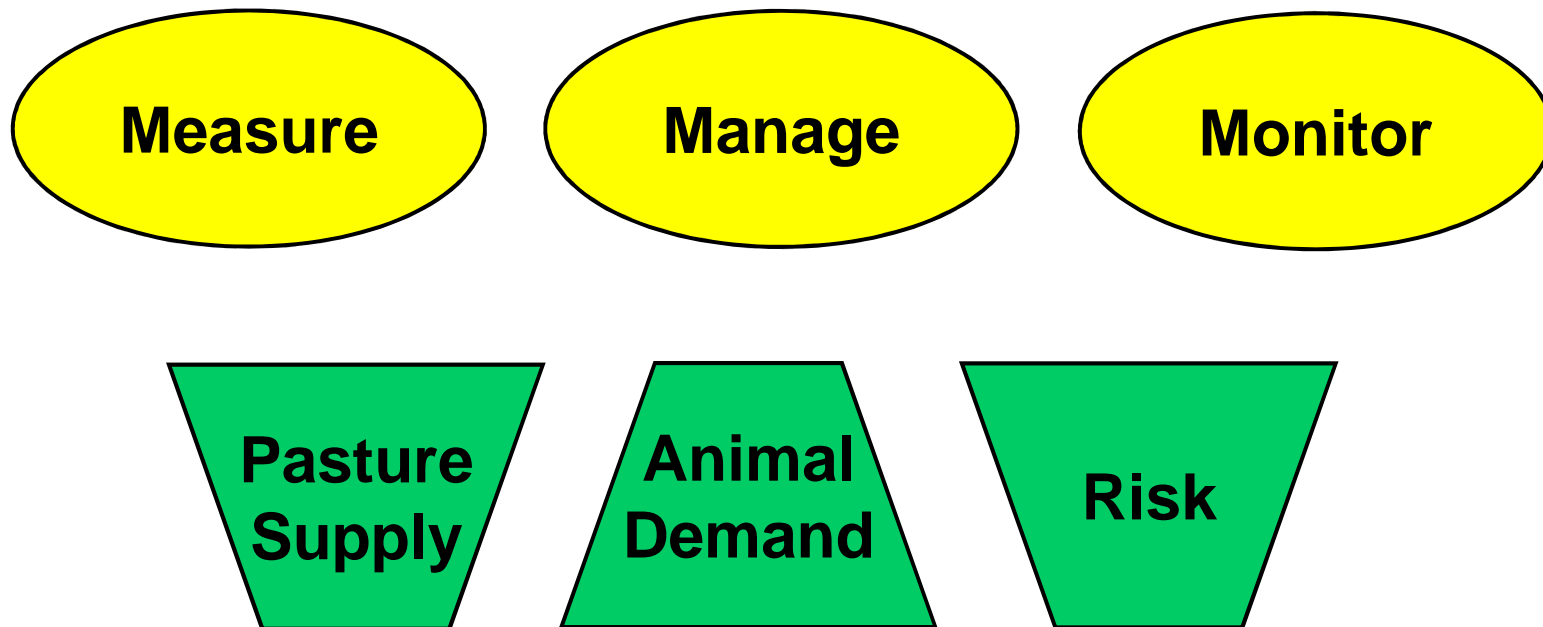 Measure
Manage
Monitor
Pasture
Supply
Animal
Demand
Risk